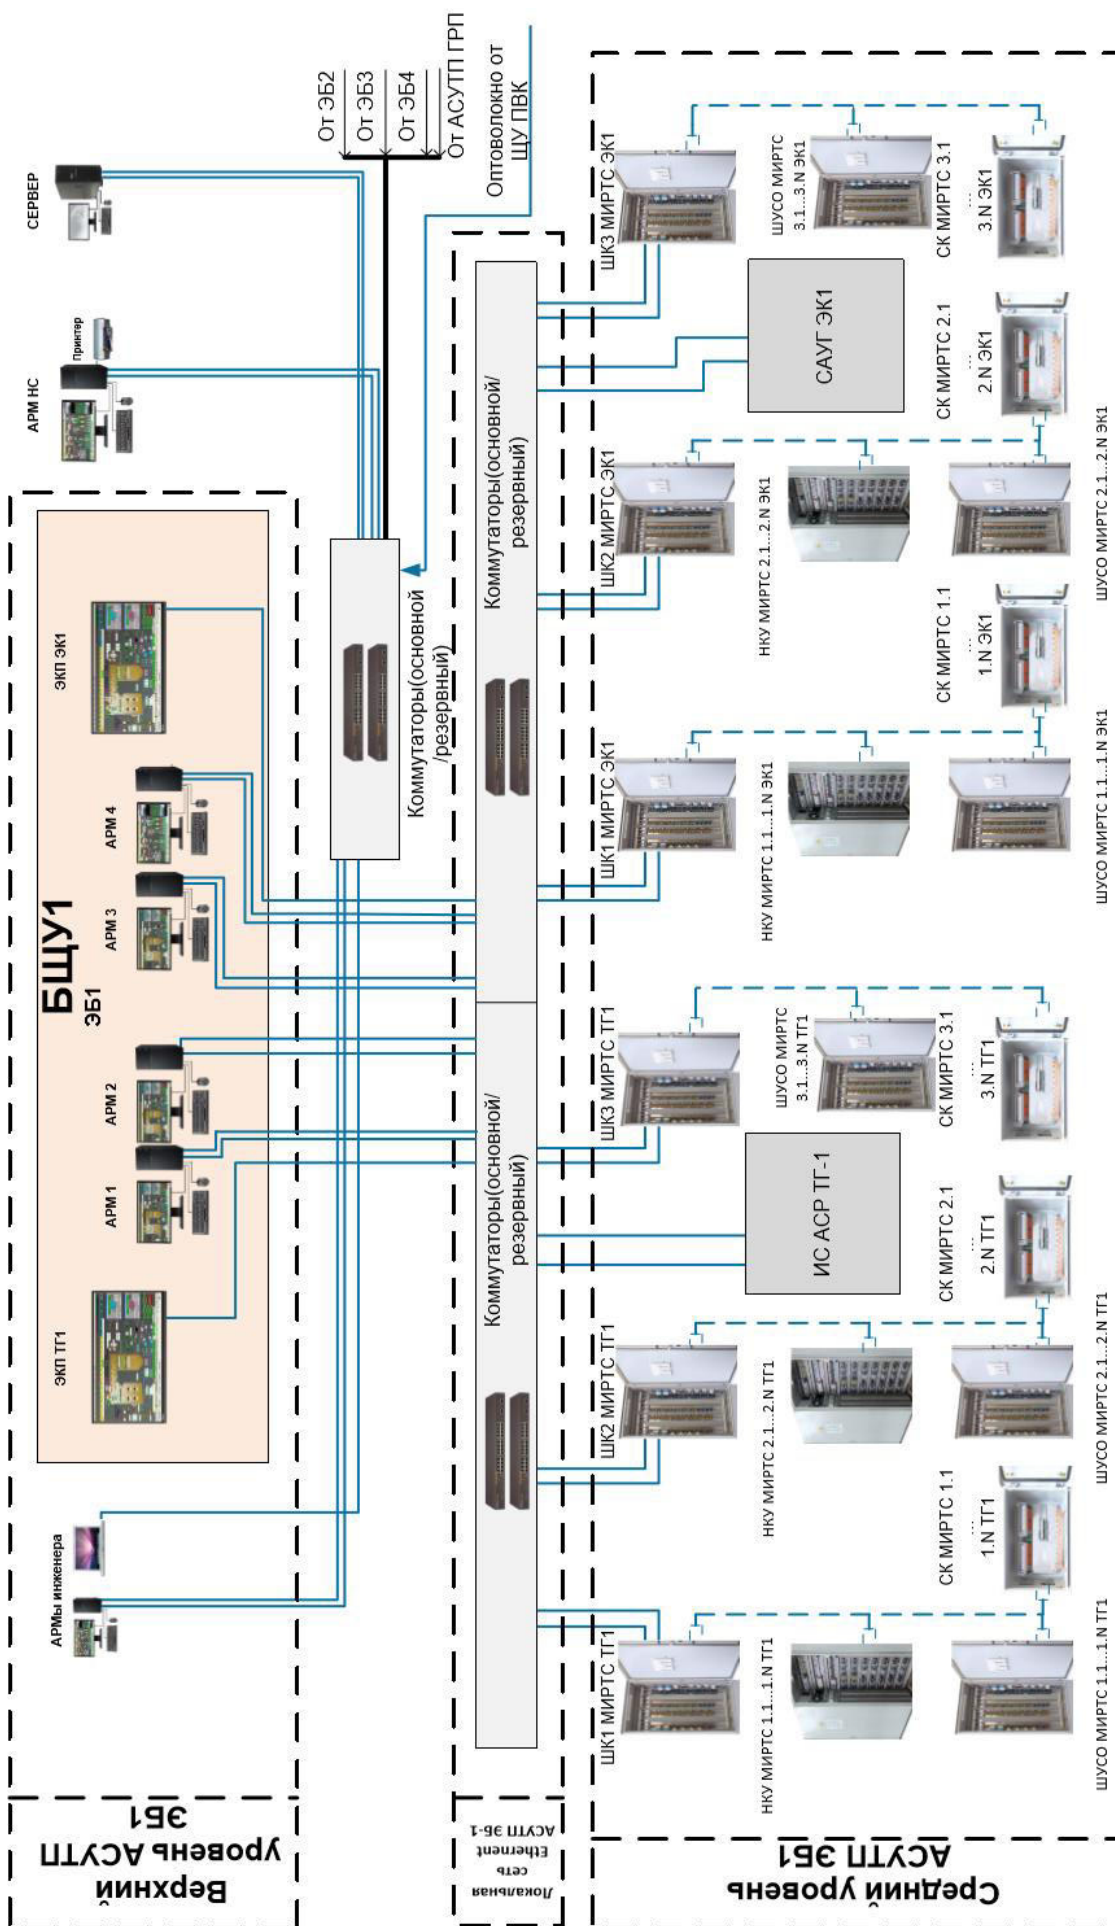 СЕРВЕР
АРМ НС
Принтер
От ЭБ2
От ЭБ3
От ЭБ4
От АСУТП ГРП
Оптоволокно от
ЩУ ПВК
БЩУ1
ЭБ1
ЭКП ТГ1
АРМ 1
АРМ 2
АРМ 3
АРМ 4
ЭКП ЭК1
АРМы инженера
Верхний
уровень АСУТП
ЭБ1
Коммутаторы(основной
/резервный)
Локальная
сеть
Ethernent
АСУТП ЭБ-1
Коммутаторы(основной/
резервный)
Коммутаторы(основной/
резервный)
Средний уровень
АСУТП ЭБ1
ШК1 МИРТС ТГ1
ШК2 МИРТС ТГ1
ШК3 МИРТС ТГ1
ШК1 МИРТС ЭК1
ШК2 МИРТС ЭК1
ШК3 МИРТС ЭК1
НКУ МИРТС 1.1...1.N ТГ1
НКУ МИРТС 2.1...2.N ТГ1
ИС АСР ТГ-1
ШУСО МИРТС
3.1...3.N ТГ1
НКУ МИРТС 1.1...1.N ЭК1
НКУ МИРТС 2.1...2.N ЭК1
САУГ ЭК1
ШУСО МИРТС
3.1...3.N ЭК1
СК МИРТС 1.1
...
1.N ТГ1
СК МИРТС 2.1
...
2.N ТГ1
СК МИРТС 3.1
...
3.N ТГ1
СК МИРТС 1.1
...
1.N ЭК1
СК МИРТС 2.1
...
2.N ЭК1
СК МИРТС 3.1
...
3.N ЭК1
ШУСО МИРТС 1.1...1.N ТГ1
ШУСО МИРТС 2.1...2.N ТГ1
ШУСО МИРТС 1.1...1.N ЭК1
ШУСО МИРТС 2.1...2.N ЭК1